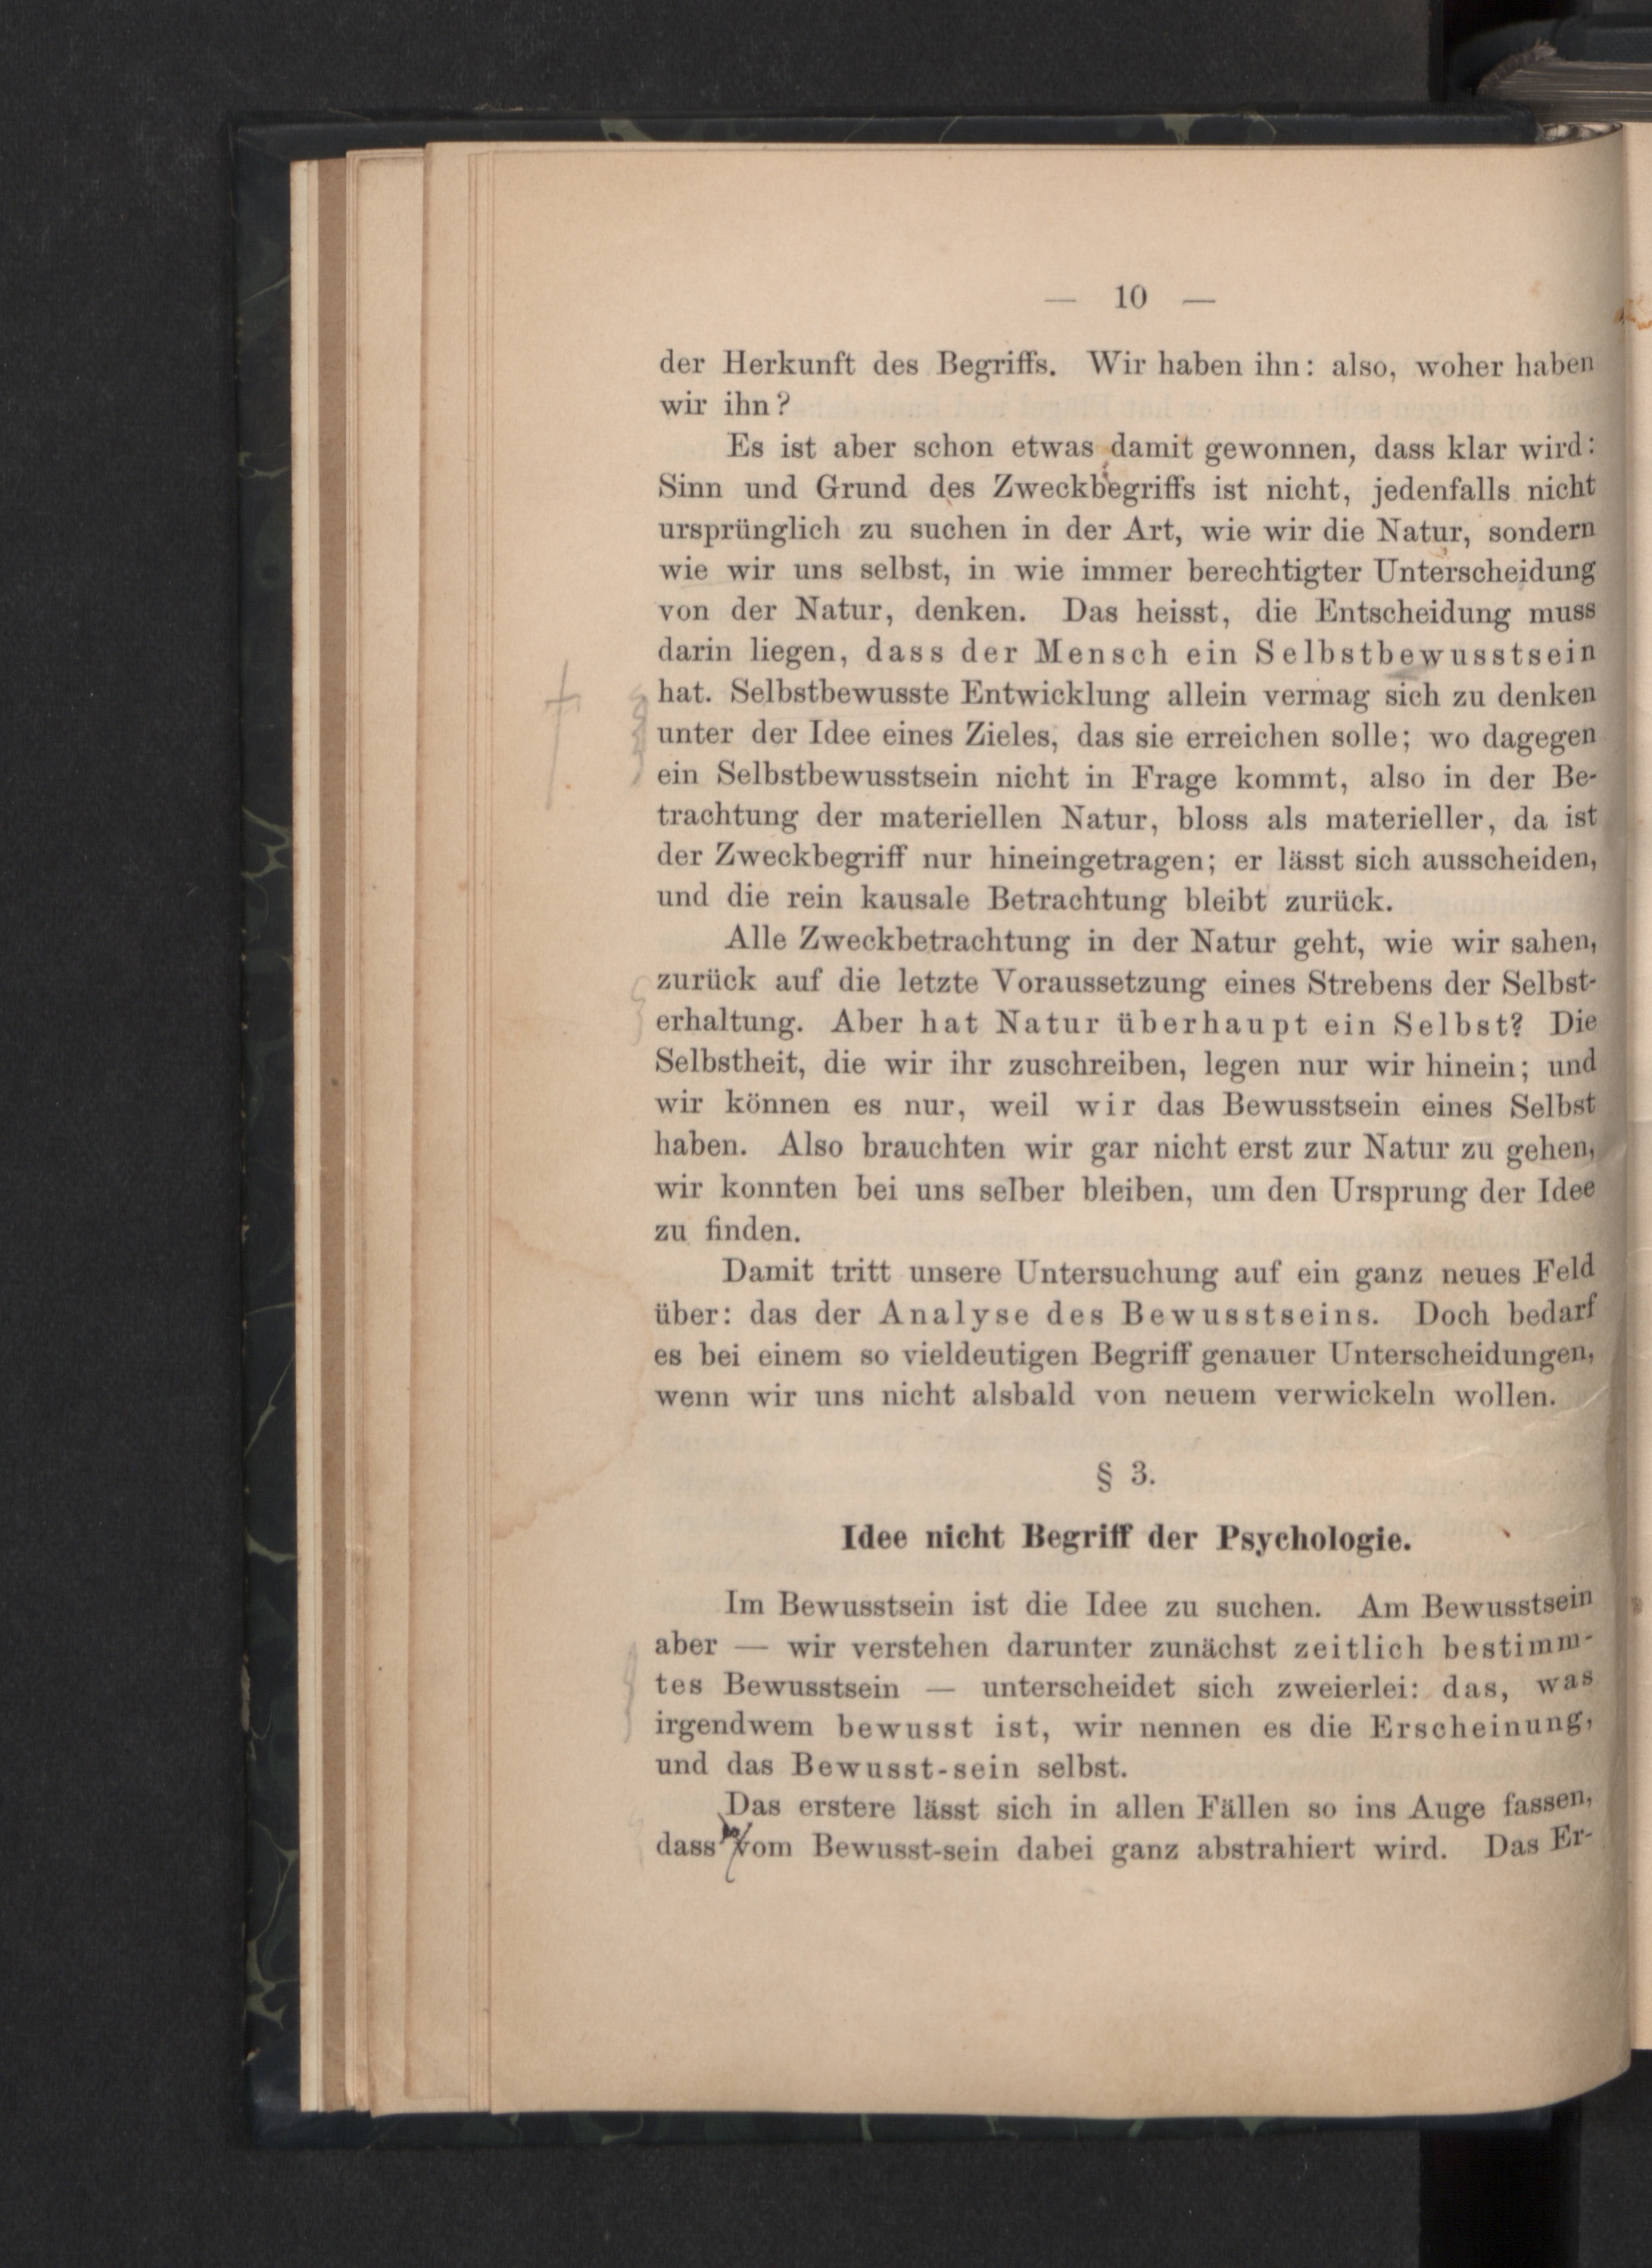 — 10 —
der Herkunft des Begriffs. Wir haben ihn: also, woher haben
wir ihn?
Es ist aber schon etwas damit gewonnen, dass klar wird:
Sinn und Grund des Zweckbegriffs ist nicht, jedenfalls nicht
ursprünglich zu suchen in der Art, wie wir die Natur, sondern
wie wir uns selbst, in wie immer berechtigter Unterscheidung
von der Natur, denken. Das heisst, die Entscheidung muss
darin liegen, dass der Mensch ein Selbstbewusstsein
hat. Selbstbewusste Entwicklung allein vermag sich zu denken
unter der Idee eines Zieles, das sie erreichen solle; wo dagegen
ein Selbstbewusstsein nicht in Frage kommt, also in der Be-
trachtung der materiellen Natur, bloss als materieller, da ist
der Zweckbegriff nur hineingetragen; er lässt sich ausscheiden,
und die rein kausale Betrachtung bleibt zurück.
Alle Zweckbetrachtung in der Natur geht, wie wir sahen,
zurück auf die letzte Voraussetzung eines Strebens der Selbst-
erhaltung. Aber hat Natur überhaupt ein Selbst? Die
Selbstheit, die wir ihr zuschreiben, legen nur wir hinein; und
wir können es nur, weil wir das Bewusstsein eines Selbst
haben. Also brauchten wir gar nicht erst zur Natur zu gehen,
wir konnten bei uns selber bleiben, um den Ursprung der Idee
zu finden.
Damit tritt unsere Untersuchung auf ein ganz neues Feld
über: das der Analyse des Bewusstseins. Doch bedarf
es bei einem so vieldeutigen Begriff genauer Unterscheidungen,
wenn wir uns nicht alsbald von neuem verwickeln wollen.
§ 3.
Idee nicht Begriff der Psychologie.
Im Bewusstsein ist die Idee zu suchen. Am Bewusstsein
aber — wir verstehen darunter zunächst zeitlich bestimm-
tes Bewusstsein — unterscheidet sich zweierlei: das, was
irgendwem bewusst ist, wir nennen es die Erscheinung,
und das Bewusst-sein selbst.
Das erstere lässt sich in allen Fällen so ins Auge fassen,
dass vom Bewusst-sein dabei ganz abstrahiert wird. Das Er-